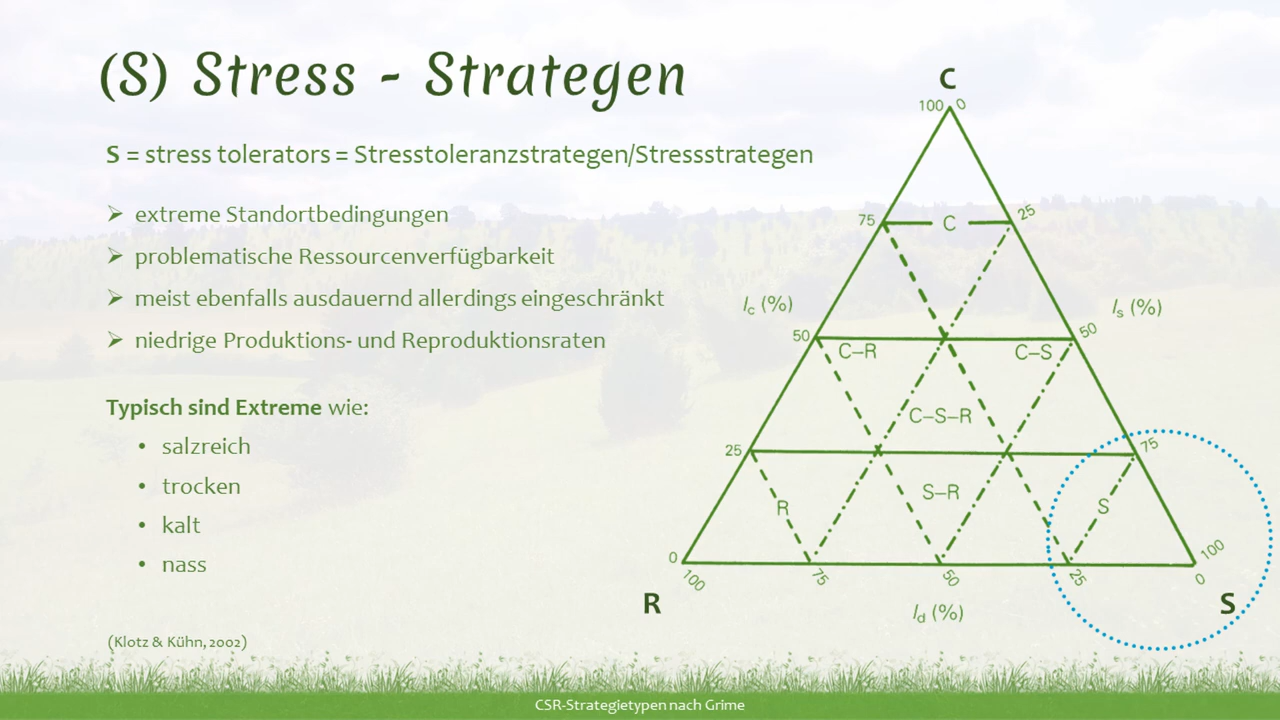 (S) Stress - Strategen
S = stress tolerators = Stresstoleranzstrategen/Stressstrategen
extreme Standortbedingungen
problematische Ressourcenverfügbarkeit
meist ebenfalls ausdauernd allerdings eingeschränkt
niedrige Produktions- und Reproduktionsraten
Typisch sind Extreme wie:
salzreich
trocken
kalt
nass
(Klotz & Kühn, 2002)
C
100 0
75 C 25
Ic (%) Is (%)
50 50
C–R C–S
C–S–R
25 75
S–R
R S
0 100
100 75 50 25 0
R S
Id (%)
CSR-Strategietypen nach Grime